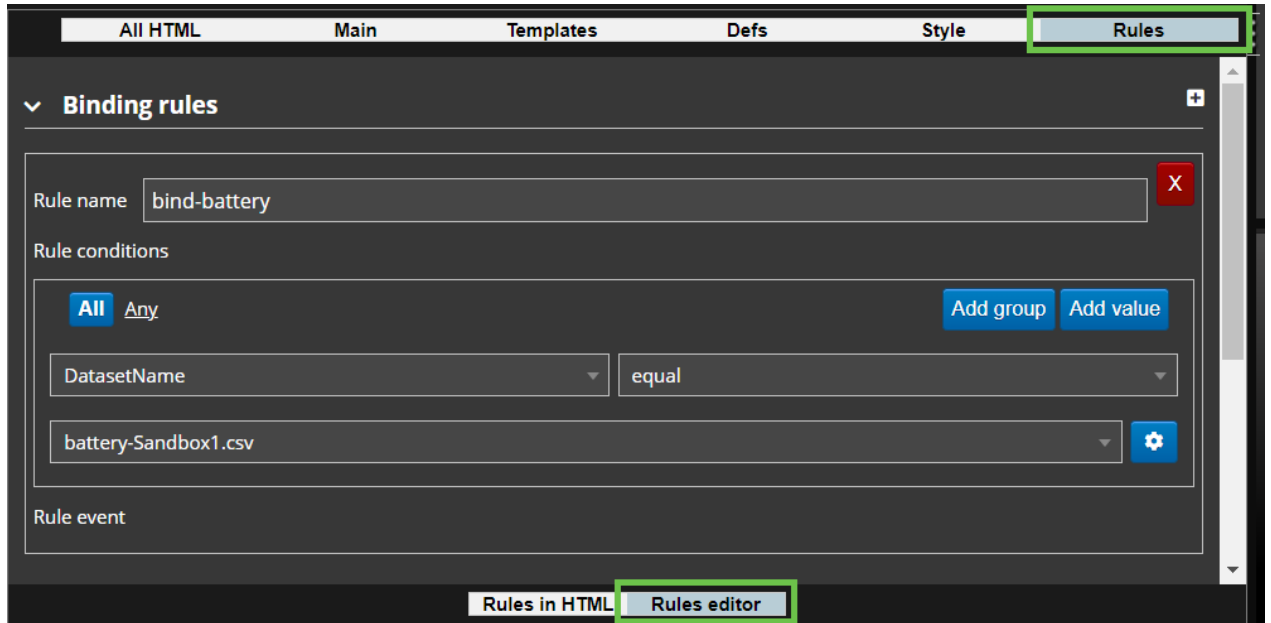 All HTML Main Templates Defs Style Rules
Binding rules
Rule name bind-battery X
Rule conditions
All Any Add group Add value
DatasetName equal
battery-Sandbox1.csv
Rule event
Rules in HTML Rules editor